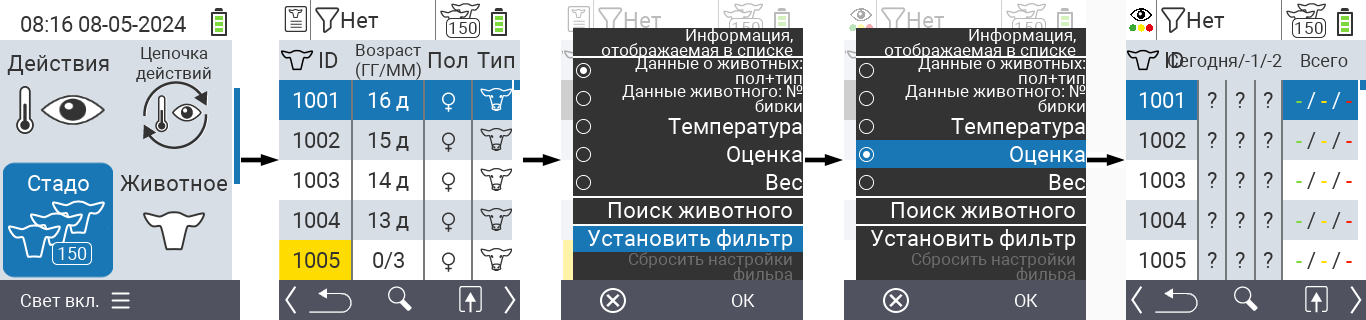 08:16 08-05-2024
Действия
Цепочка
действий
Стадо
150
Животное
Свет вкл.
Нет
150
ID
Возраст
(ГГ/ММ)
Пол
Тип
1001 16 д
1002 15 д
1003 14 д
1004 13 д
1005 0/3
Нет
150
Информация,
отображаемая в списке
Данные о животных:
пол+тип
Данные животного: №
бирки
Температура
Оценка
Вес
Поиск животного
Установить фильтр
Сбросить настройки
фильра
OK
Нет
150
Информация,
отображаемая в списке
Данные о животных:
пол+тип
Данные животного: №
бирки
Температура
Оценка
Вес
Поиск животного
Установить фильтр
Сбросить настройки
фильра
OK
Нет
150
ID Сегодня/-1/-2 Всего
1001 ? ? ? -/-/-
1002 ? ? ? -/-/-
1003 ? ? ? -/-/-
1004 ? ? ? -/-/-
1005 ? ? ? -/-/-